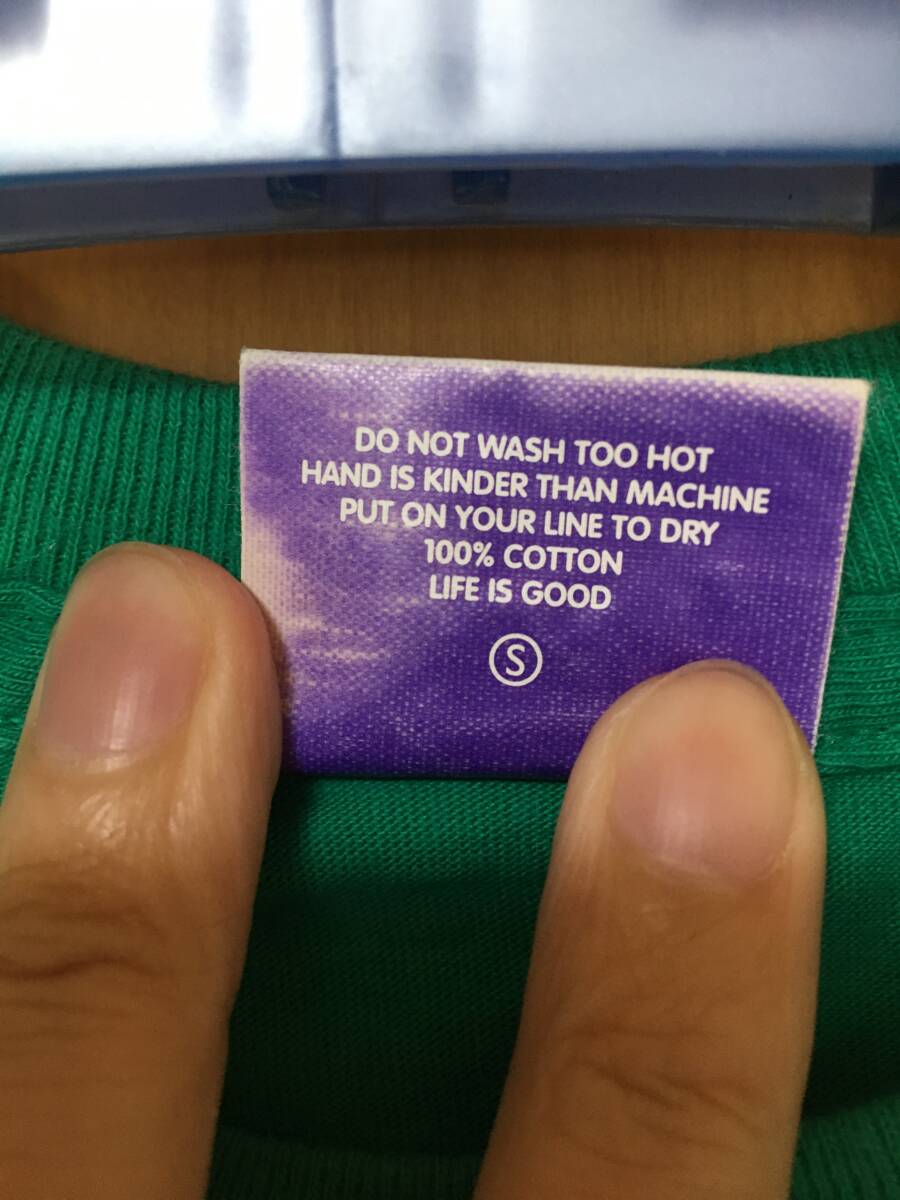 DO NOT WASH TOO HOT
HAND IS KINDER THAN MACHINE
PUT ON YOUR LINE TO DRY
100% COTTON
LIFE IS GOOD
S